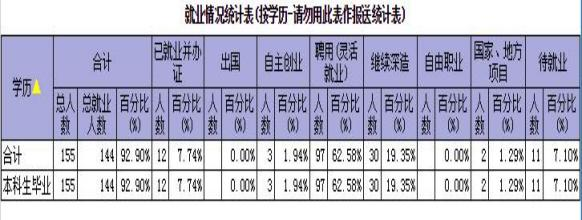 就业情况统计表(按学历-请勿用此表作报送统计表)
学历 合计 已就业并办证 出国 自主创业 聘用(灵活就业) 继续深造 自由职业 国家、地方项目 待就业
总人数 总就业人数 百分比(%) 人数 百分比(%) 人数 百分比(%) 人数 百分比(%) 人数 百分比(%) 人数 百分比(%) 人数 百分比(%) 人数 百分比(%) 人数 百分比(%)
合计 155 144 92.90% 12 7.74% 0.00% 3 1.94% 97 62.58% 30 19.35% 0.00% 2 1.29% 11 7.10%
本科生毕业 155 144 92.90% 12 7.74% 0.00% 3 1.94% 97 62.58% 30 19.35% 0.00% 2 1.29% 11 7.10%